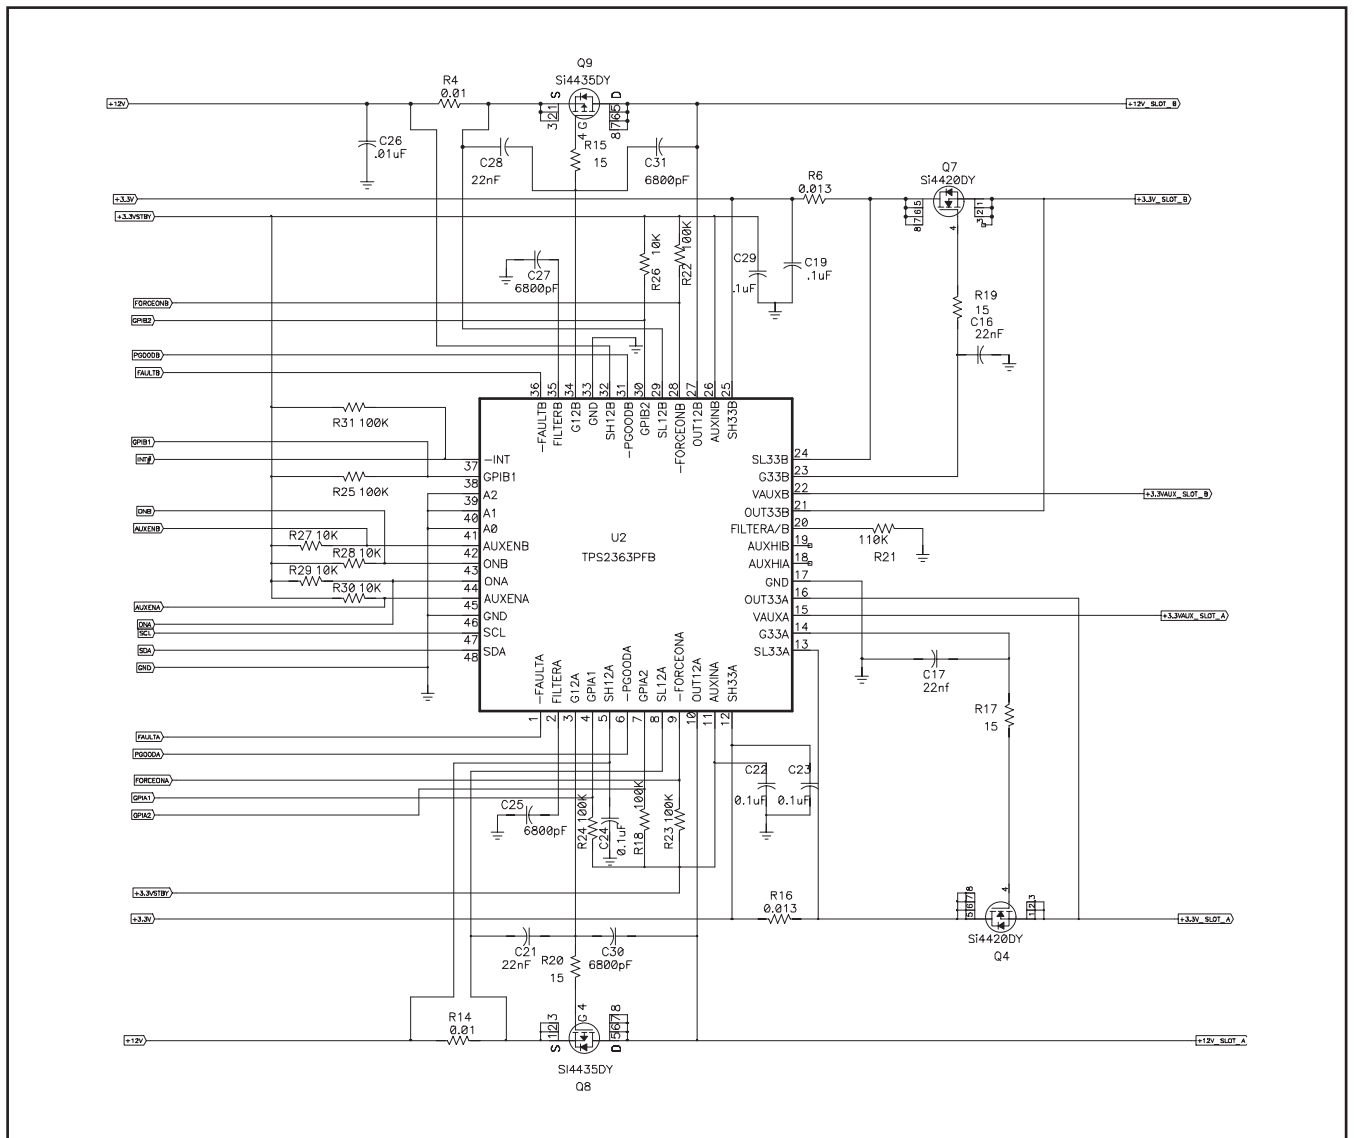 Q9
Si4435DY
R4
0.01
S
D
+12V
+12V_SLOT_B
3 2 1
4 G
8 7 6 5
C26
.01uF
C28
22nF
R15
15
C31
6800pF
Q7
Si4420DY
R6
0.013
+3.3V
+3.3V_SLOT_B
+3.3VSTBY
8 7 6 5
4
3 2 1
C27
6800pF
R26 10K
R22 100K
C29
.1uF
C19
.1uF
R19
15
C16
22nF
FORCEONB
GPIB2
PGOODB
FAULTB
36 35 34 33 32 31 30 29 28 27 26 25
-FAULTB
FILTERB
G12B
GND
SH12B
-PGOODB
GPIB2
SL12B
-FORCEONB
OUT12B
AUXINB
SH33B
R31 100K
GPIB1
INT#
R25 100K
ONB
AUXENB
R27 10K
R28 10K
R29 10K
R30 10K
AUXENA
ONA
SCL
SDA
GND
37 -INT
38 GPIB1
39 A2
40 A1
41 A0
42 AUXENB
43 ONB
44 ONA
45 AUXENA
46 GND
47 SCL
48 SDA
U2
TPS2363PFB
SL33B 24
G33B 23
VAUXB 22
OUT33B 21
FILTERA/B 20
AUXHIB 19
AUXHIA 18
GND 17
OUT33A 16
VAUXA 15
G33A 14
SL33A 13
+3.3VAUX_SLOT_B
110K
R21
+3.3VAUX_SLOT_A
C17
22nf
R17
15
-FAULTA
FILTERA
G12A
GPIA1
SH12A
-PGOODA
GPIA2
SL12A
-FORCEONA
OUT12A
AUXINA
SH33A
1 2 3 4 5 6 7 8 9 10 11 12
FAULTA
PGOODA
FORCEONA
GPIA1
GPIA2
C25
6800pF
R24 100K
C24
0.1uF
R18 100K
R23 100K
C22
0.1uF
C23
0.1uF
+3.3VSTBY
+3.3V
R16
0.013
5 6 7 8
4
1 2 3
+3.3V_SLOT_A
Si4420DY
Q4
C21
22nF
R20
15
C30
6800pF
R14
0.01
1 2 3
G 4
5 6 7 8
+12V
+12V_SLOT_A
S
D
SI4435DY
Q8